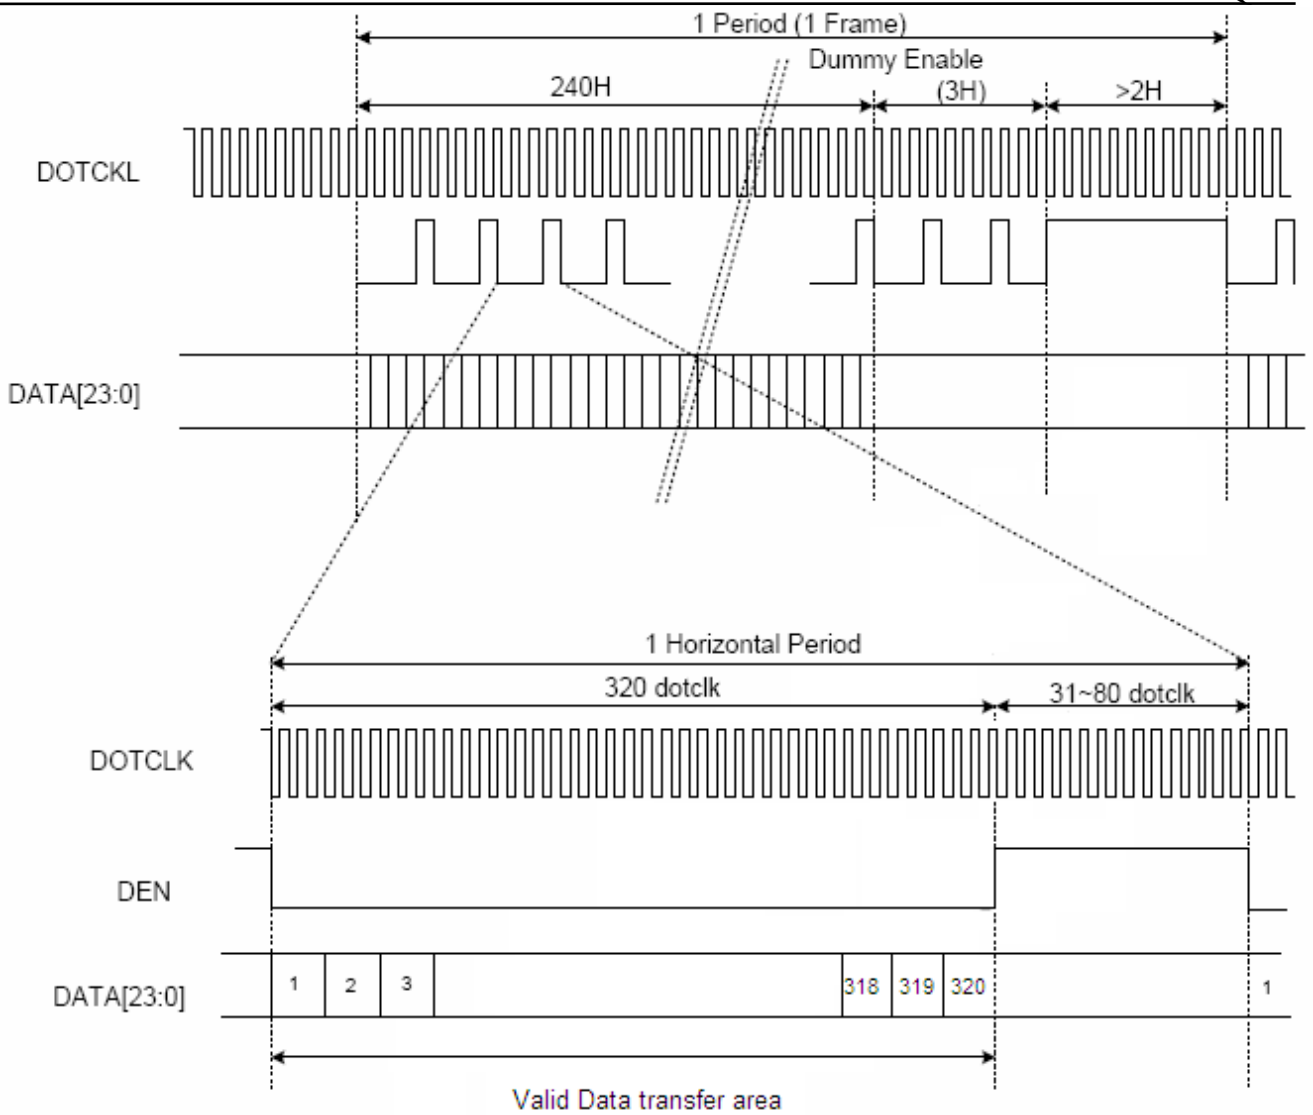 1 Period (1 Frame)
Dummy Enable
240H
(3H)
>2H
DOTCKL
DATA[23:0]
1 Horizontal Period
320 dotclk
31~80 dotclk
DOTCLK
DEN
DATA[23:0]
1
2
3
318
319
320
1
Valid Data transfer area